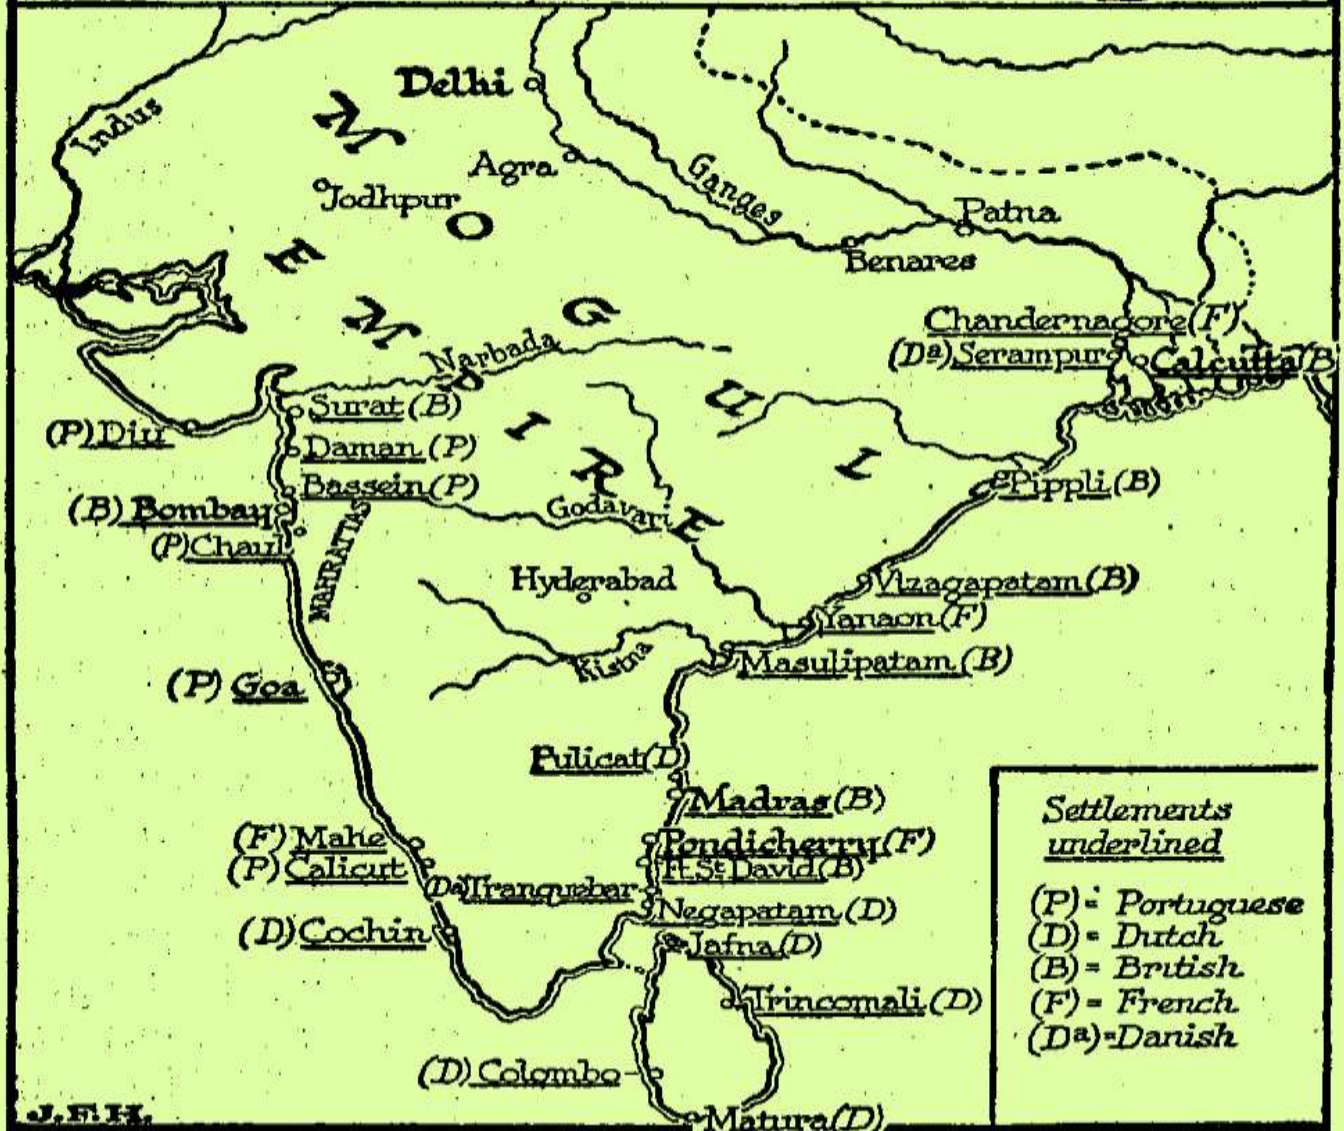 Delhi
Indus
M
Agra
Ganges
Jodhpur
O
Patna
E
Benares
M
G
Chandernagore (F)
Narbada
(Da) Serampur
Calcutta (B
P
U
Surat (B)
(P) Diu
I
Daman (P)
R
L
Bassein (P)
Pippli (B)
(B) Bombay
Godavari
E
(P) Chaul
MAHRATTAS
Hyderabad
Vizagapatam (B)
Yanaon (F)
Kistna
Masulipatam (B)
(P) Goa
Pulicat (D)
Madras (B)
(F) Mahe
Pondicherry (F)
(P) Calicut
Ft. St. David (B)
(Da) Tranquebar
Negapatam (D)
(D) Cochin
Jafna (D)
Trincomali (D)
(D) Colombo
Matura (D)
Settlements
underlined
(P) = Portuguese
(D) = Dutch
(B) = British
(F) = French
(Da) = Danish
J.F.H.